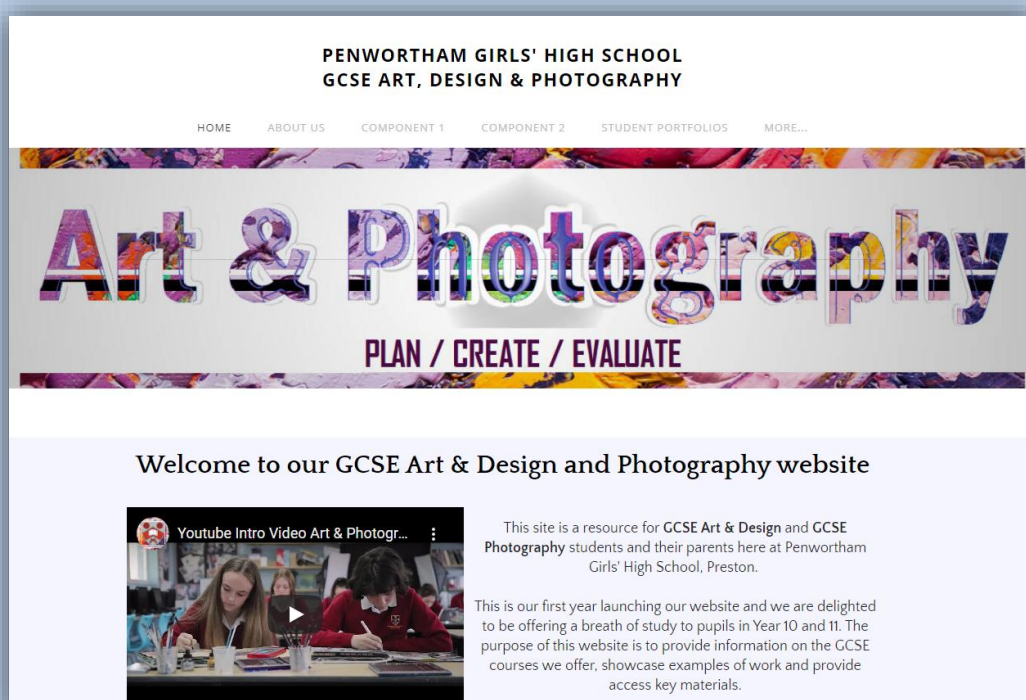 PENWORTHAM GIRLS' HIGH SCHOOL
GCSE ART, DESIGN & PHOTOGRAPHY
HOME ABOUT US COMPONENT 1 COMPONENT 2 STUDENT PORTFOLIOS MORE...
Art & Photography
PLAN / CREATE / EVALUATE
Welcome to our GCSE Art & Design and Photography website
Youtube Intro Video Art & Photogr...
This site is a resource for GCSE Art & Design and GCSE
Photography students and their parents here at Penwortham
Girls' High School, Preston.
This is our first year launching our website and we are delighted
to be offering a breath of study to pupils in Year 10 and 11. The
purpose of this website is to provide information on the GCSE
courses we offer, showcase examples of work and provide
access key materials.